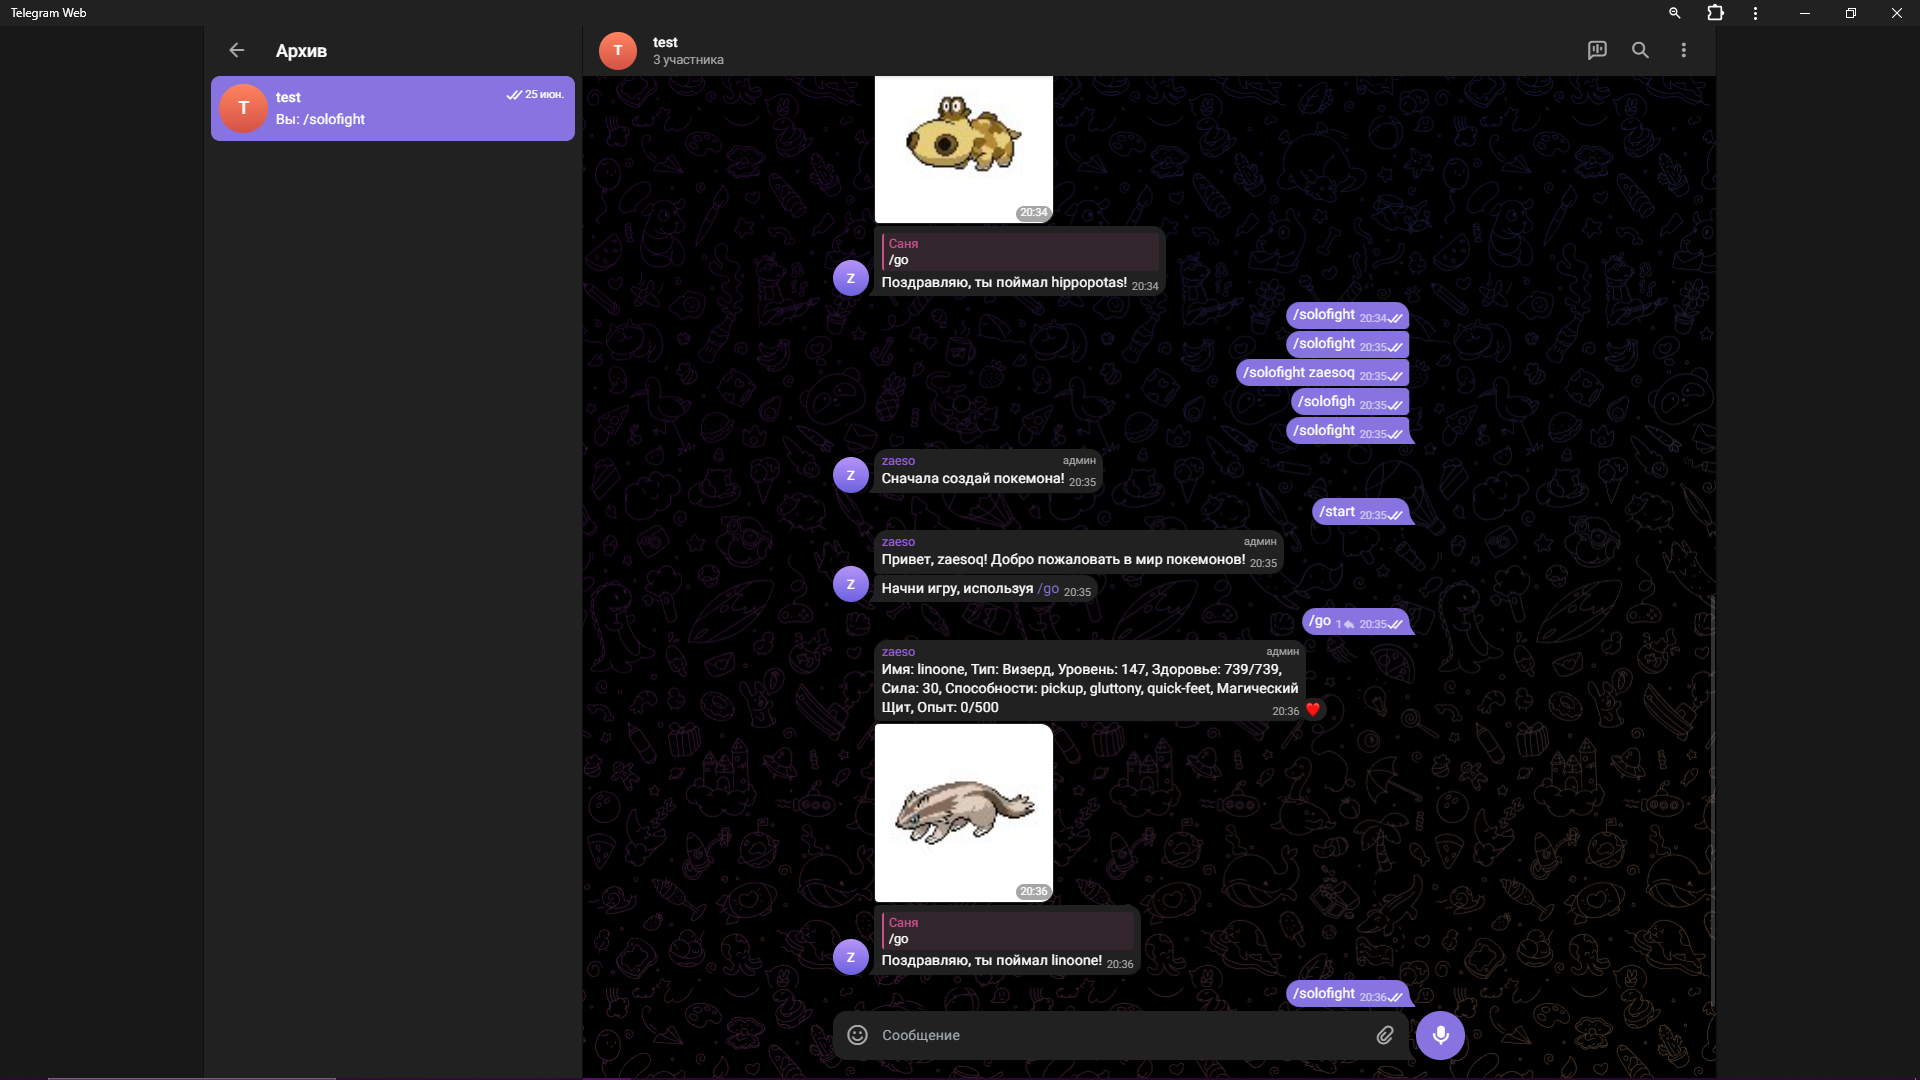 Telegram Web
Архив
T
test
25 июн.
Вы: /solofight
T
test
3 участника
20:34
Саня
/go
Z
Поздравляю, ты поймал hippopotas! 20:34
/solofight 20:34
/solofight 20:35
/solofight zaesoq 20:35
/solofigh 20:35
/solofight 20:35
zaeso админ
Z
Сначала создай покемона! 20:35
/start 20:35
zaeso админ
Привет, zaesoq! Добро пожаловать в мир покемонов! 20:35
Z
Начни игру, используя /go 20:35
/go 1 20:35
zaeso админ
Имя: linoone, Тип: Визерд, Уровень: 147, Здоровье: 739/739,
Сила: 30, Способности: pickup, gluttony, quick-feet, Магический
Щит, Опыт: 0/500 20:36
20:36
Саня
/go
Z
Поздравляю, ты поймал linoone! 20:36
/solofight 20:36
Сообщение